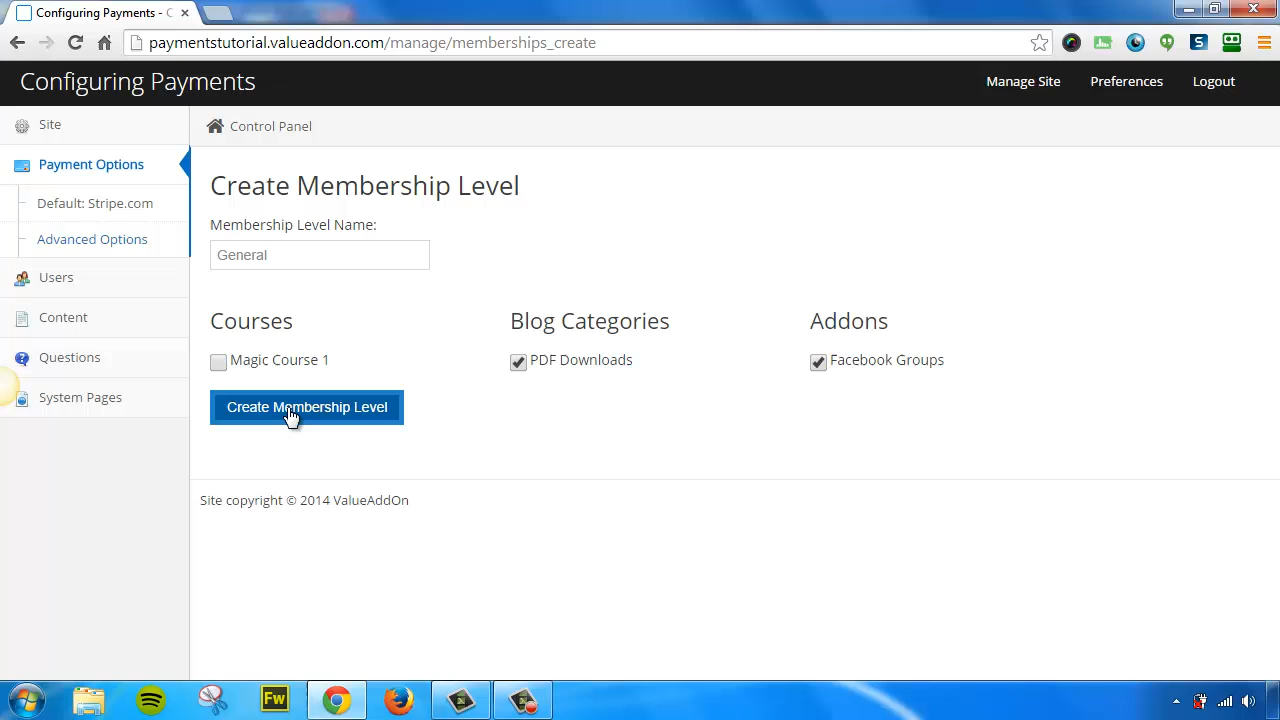 Configuring Payments - C
paymentstutorial.valueaddon.com/manage/memberships_create
Configuring Payments
Manage Site
Preferences
Logout
Site
Payment Options
Default: Stripe.com
Advanced Options
Users
Content
Questions
System Pages
Control Panel
Create Membership Level
Membership Level Name:
General
Courses
Blog Categories
Addons
Magic Course 1
PDF Downloads
Facebook Groups
Create Membership Level
Site copyright © 2014 ValueAddOn
Fw